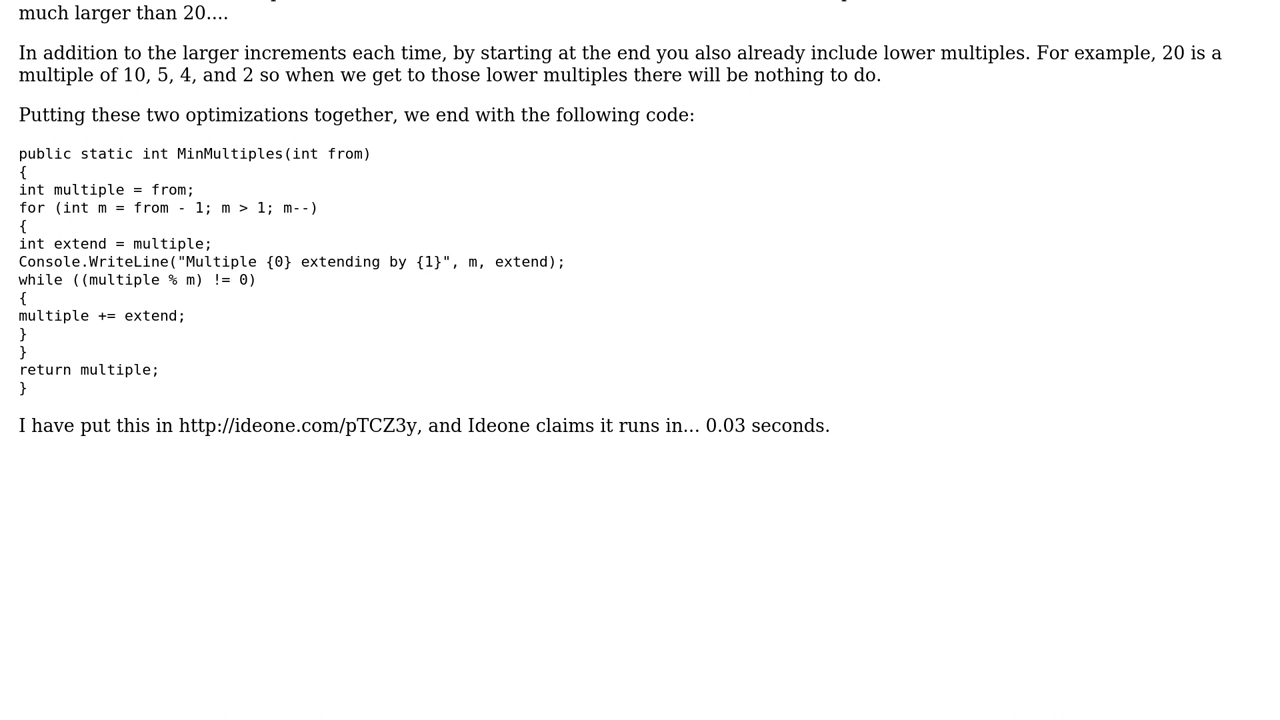 much larger than 20....
In addition to the larger increments each time, by starting at the end you also already include lower multiples. For example, 20 is a
multiple of 10, 5, 4, and 2 so when we get to those lower multiples there will be nothing to do.
Putting these two optimizations together, we end with the following code:
public static int MinMultiples(int from)
{
int multiple = from;
for (int m = from - 1; m > 1; m--)
{
int extend = multiple;
Console.WriteLine("Multiple {0} extending by {1}", m, extend);
while ((multiple % m) != 0)
{
multiple += extend;
}
}
return multiple;
}
I have put this in http://ideone.com/pTCZ3y, and Ideone claims it runs in... 0.03 seconds.